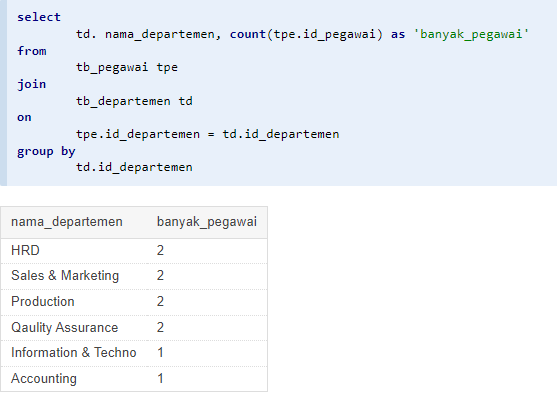 select
td. nama_departemen, count(tpe.id_pegawai) as 'banyak_pegawai'
from
tb_pegawai tpe
join
tb_departemen td
on
tpe.id_departemen = td.id_departemen
group by
td.id_departemen
nama_departemen banyak_pegawai
HRD 2
Sales & Marketing 2
Production 2
Qaulity Assurance 2
Information & Techno 1
Accounting 1